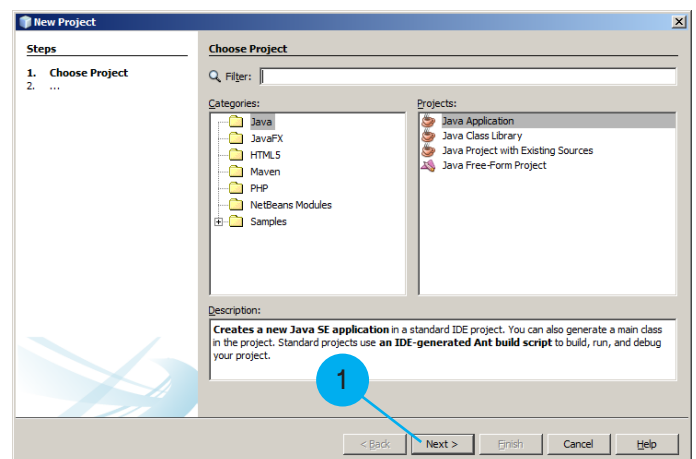 New Project
Steps
1. Choose Project
2. ...
Choose Project
Filter:
Categories:
Java
JavaFX
HTML5
Maven
PHP
NetBeans Modules
Samples
Projects:
Java Application
Java Class Library
Java Project with Existing Sources
Java Free-Form Project
Description:
Creates a new Java SE application in a standard IDE project. You can also generate a main class
in the project. Standard projects use an IDE-generated Ant build script to build, run, and debug
your project.
1
< Back Next > Finish Cancel Help